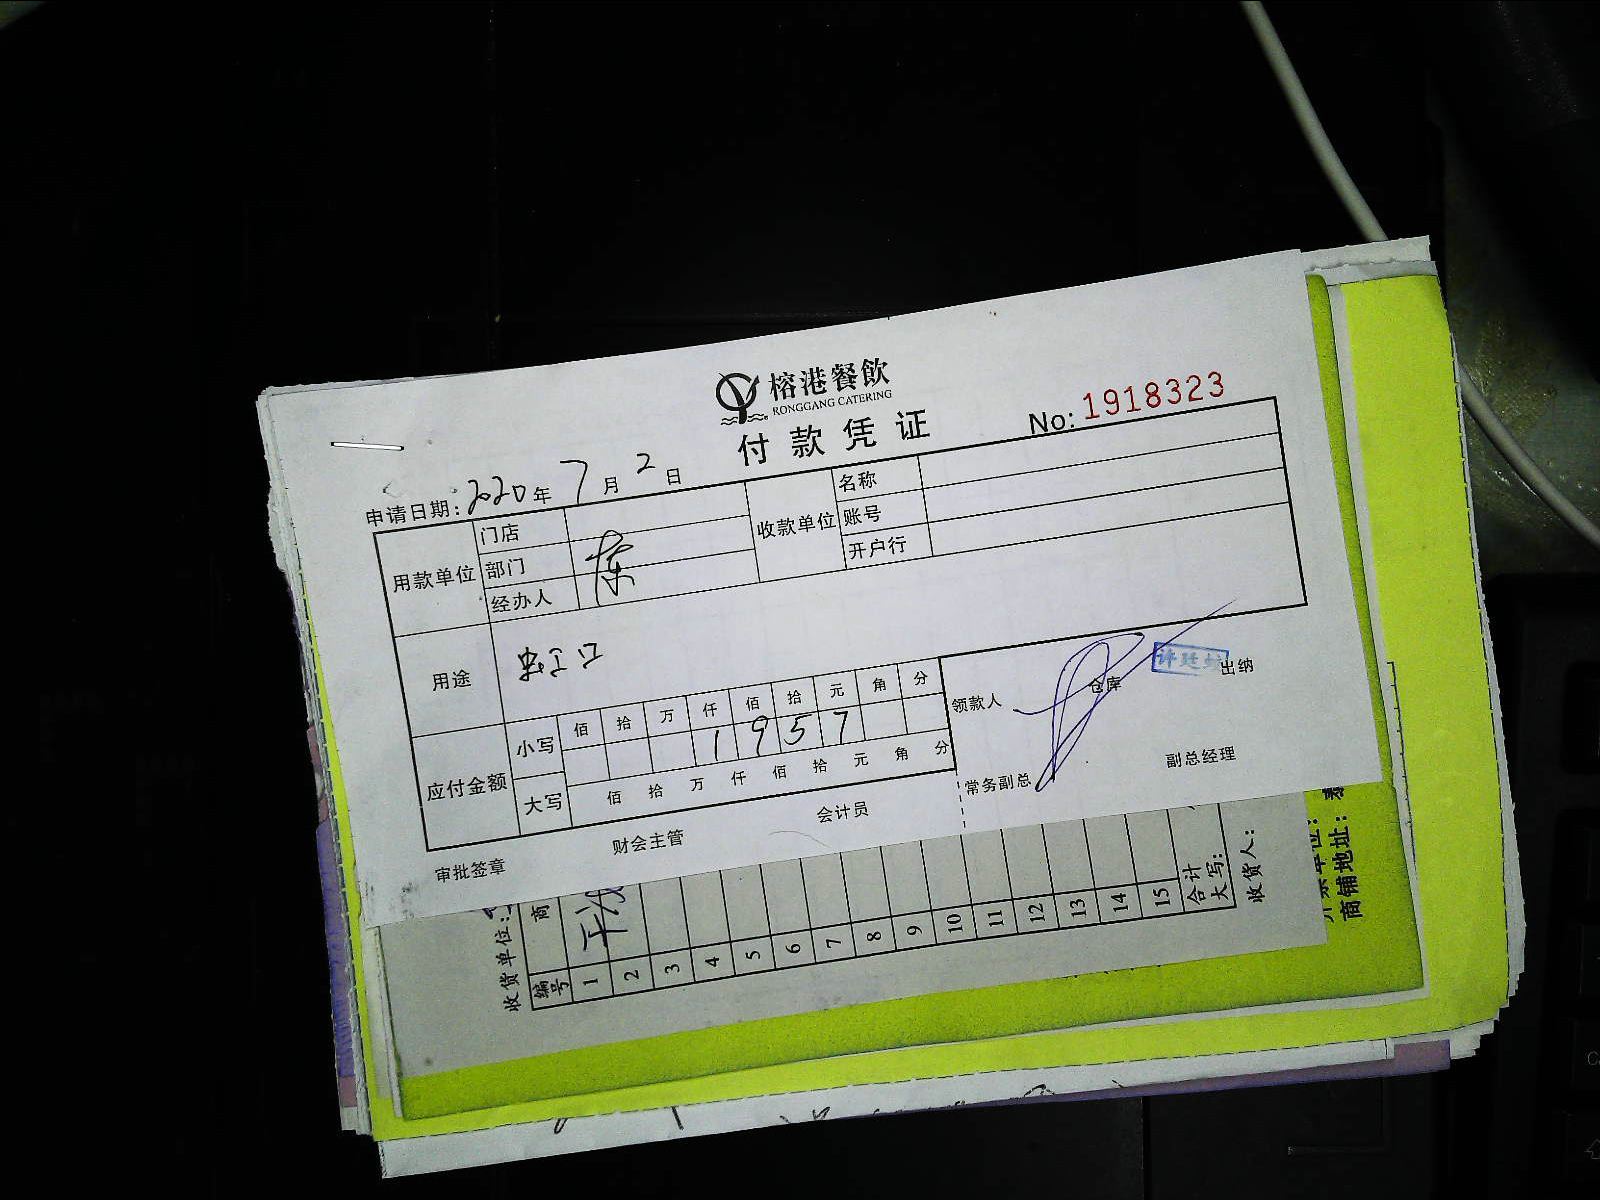 榕港餐飲
RONGGANG CATERING
付款凭证
No: 1918323
申请日期: 2020年7月2日
用款单位 门店 收款单位 名称
部门 账号
经办人 开户行
用途 虹口
应付金额 小写 佰 拾 万 仟 佰 拾 元 角 分
1 9 5 7
大写 佰 拾 万 仟 佰 拾 元 角 分
领款人 仓库 出纳
常务副总 副总经理
审批签章 财会主管 会计员
收货单位:
编号 商
1
2
3
4
5
6
7
8
9
10
11
12
13
14
15
合计
大写:
收货人:
商铺地址: